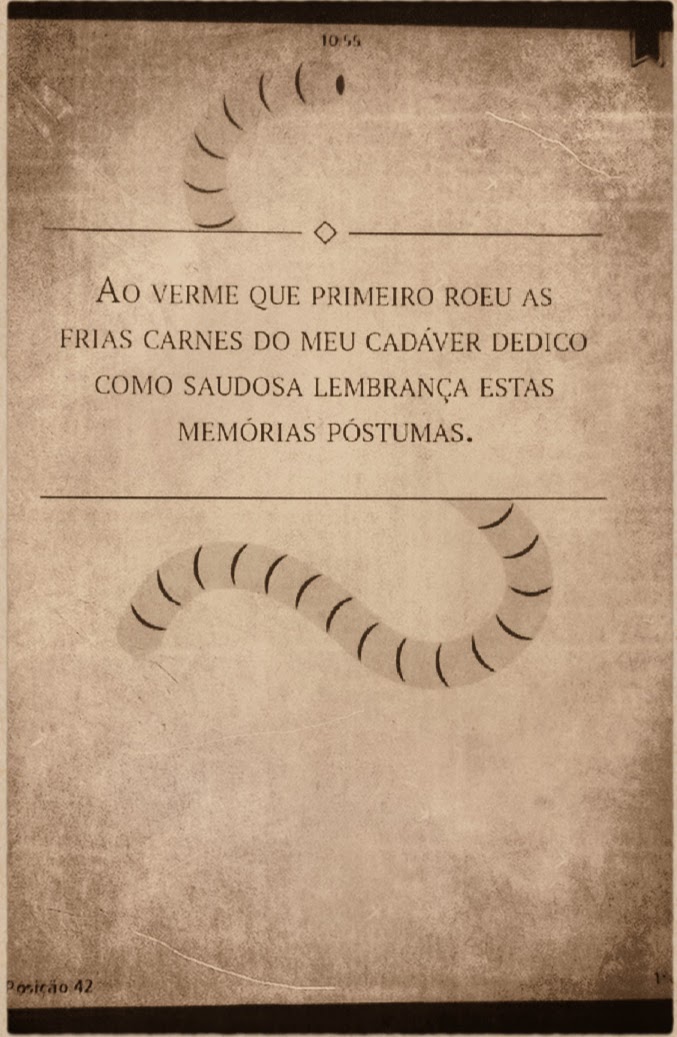 10:55
Ao verme que primeiro roeu as
frias carnes do meu cadáver dedico
como saudosa lembrança estas
memórias póstumas.
Posição 42